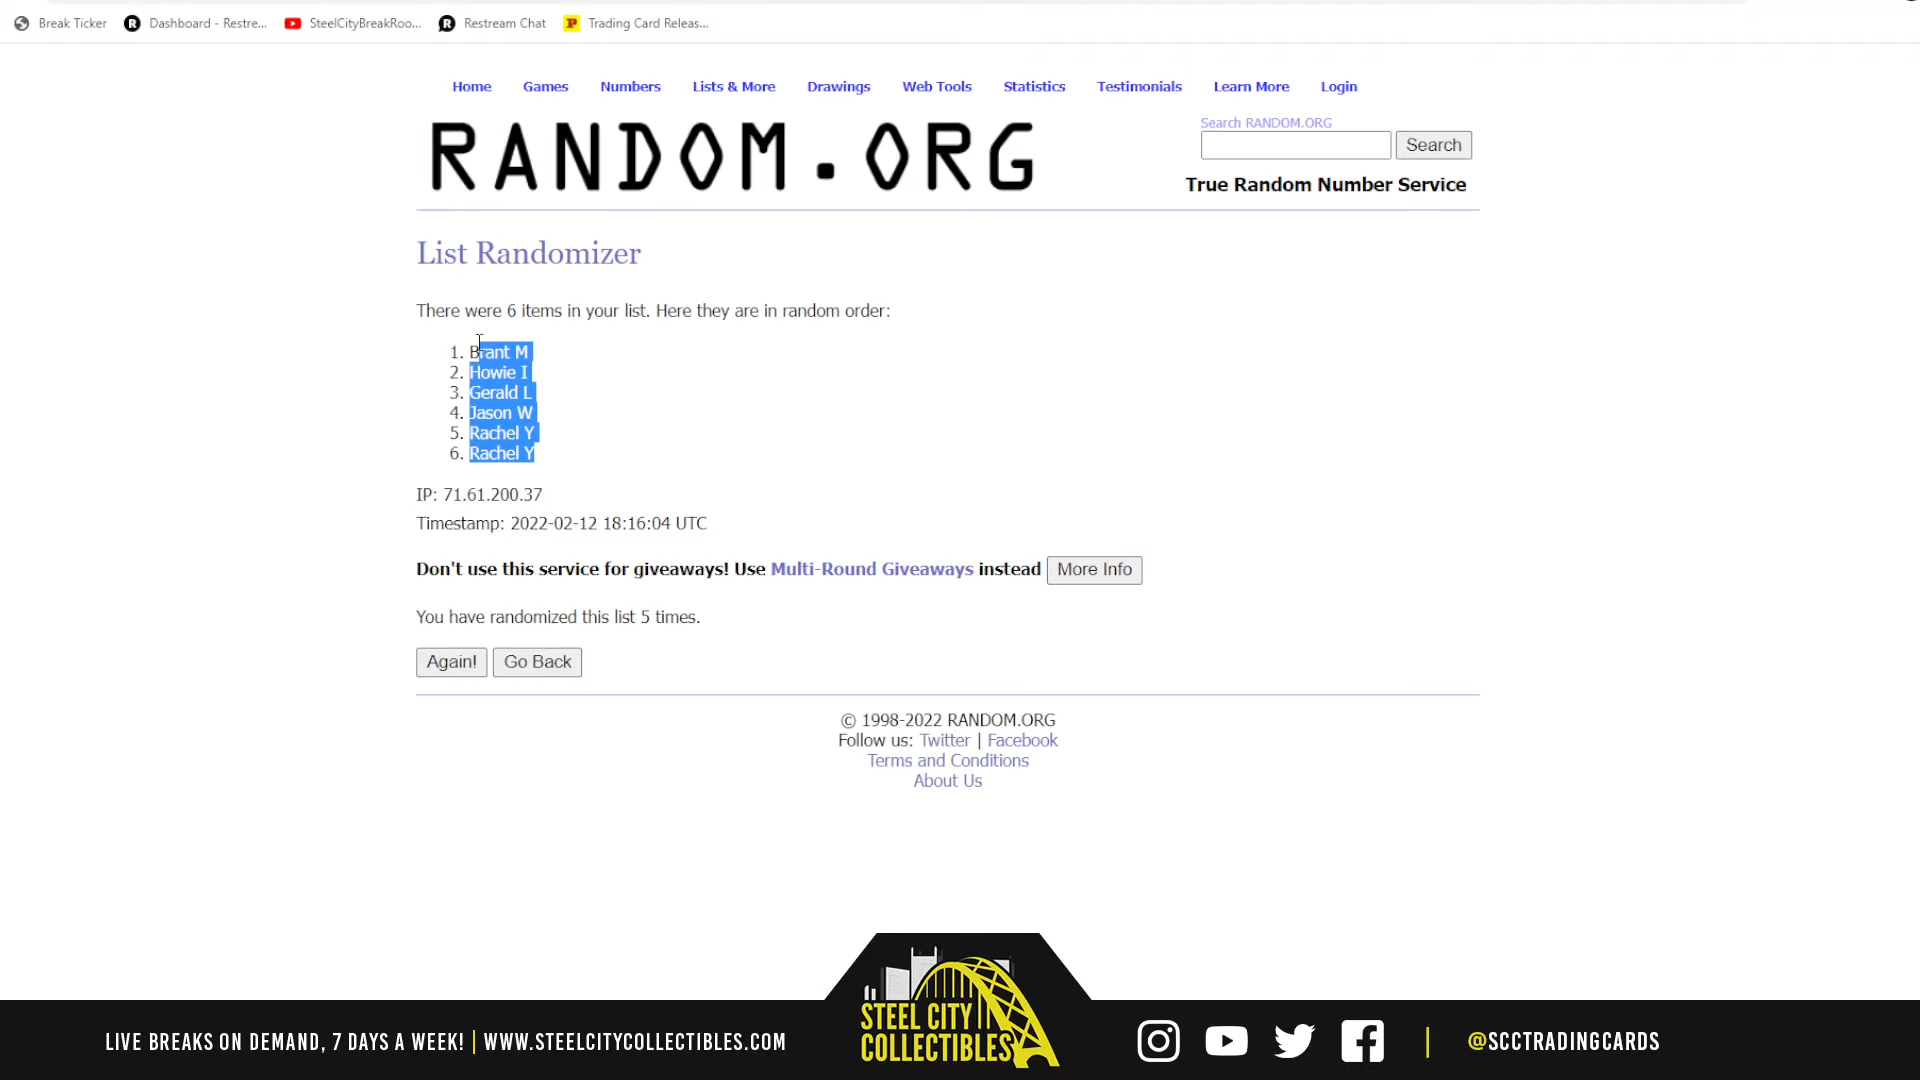 Break Ticker Dashboard - Restre... SteelCityBreakRoo... Restream Chat Trading Card Releas...
Home Games Numbers Lists & More Drawings Web Tools Statistics Testimonials Learn More Login
RANDOM.ORG
Search RANDOM.ORG
Search
True Random Number Service
List Randomizer
There were 6 items in your list. Here they are in random order:
1. Brant M
2. Howie I
3. Gerald L
4. Jason W
5. Rachel Y
6. Rachel Y
IP: 71.61.200.37
Timestamp: 2022-02-12 18:16:04 UTC
Don't use this service for giveaways! Use Multi-Round Giveaways instead More Info
You have randomized this list 5 times.
Again! Go Back
© 1998-2022 RANDOM.ORG
Follow us: Twitter | Facebook
Terms and Conditions
About Us
LIVE BREAKS ON DEMAND, 7 DAYS A WEEK! | WWW.STEELCITYCOLLECTIBLES.COM
STEEL CITY
COLLECTIBLES
@SCCTRADINGCARDS